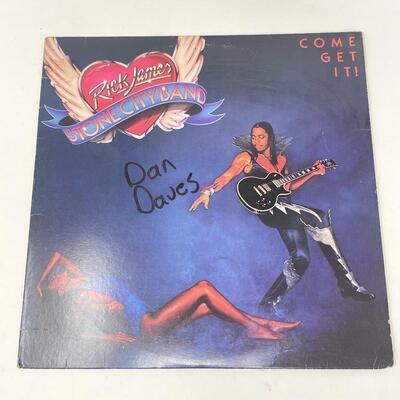 Rick James
STONE CITY BAND
COME
GET
IT!
Dan
Daves